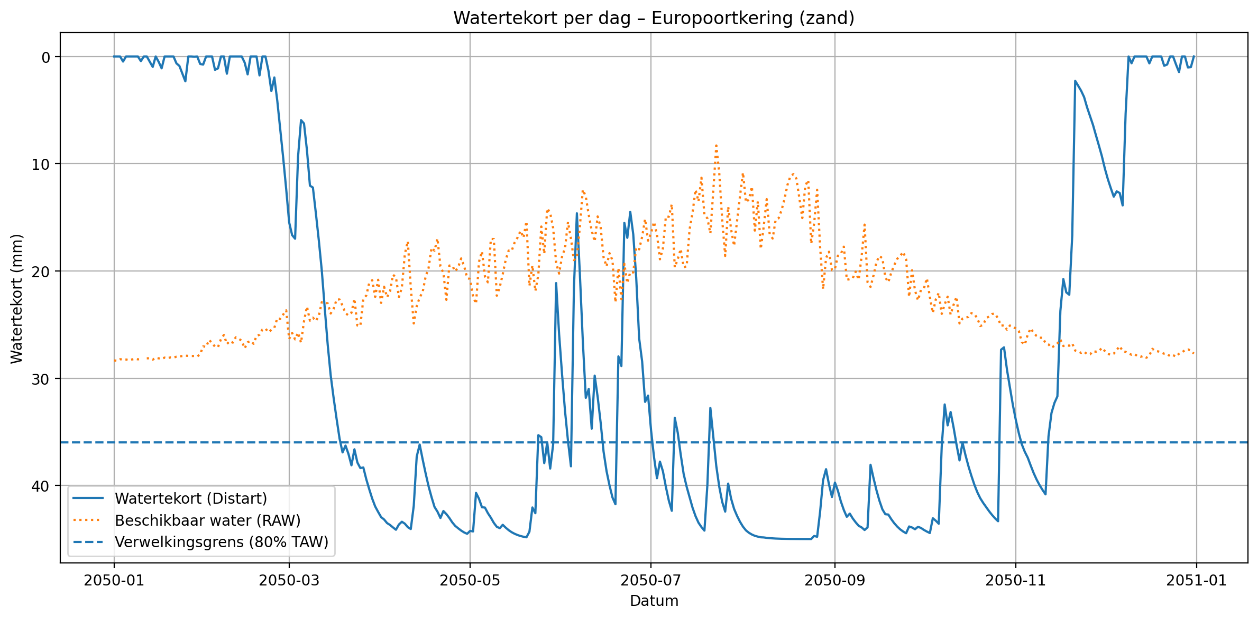 Watertekort per dag – Europoortkering (zand)
Watertekort (mm)
0
10
20
30
40
Watertekort (Distart)
Beschikbaar water (RAW)
Verwelkingsgrens (80% TAW)
2050-01 2050-03 2050-05 2050-07 2050-09 2050-11 2051-01
Datum